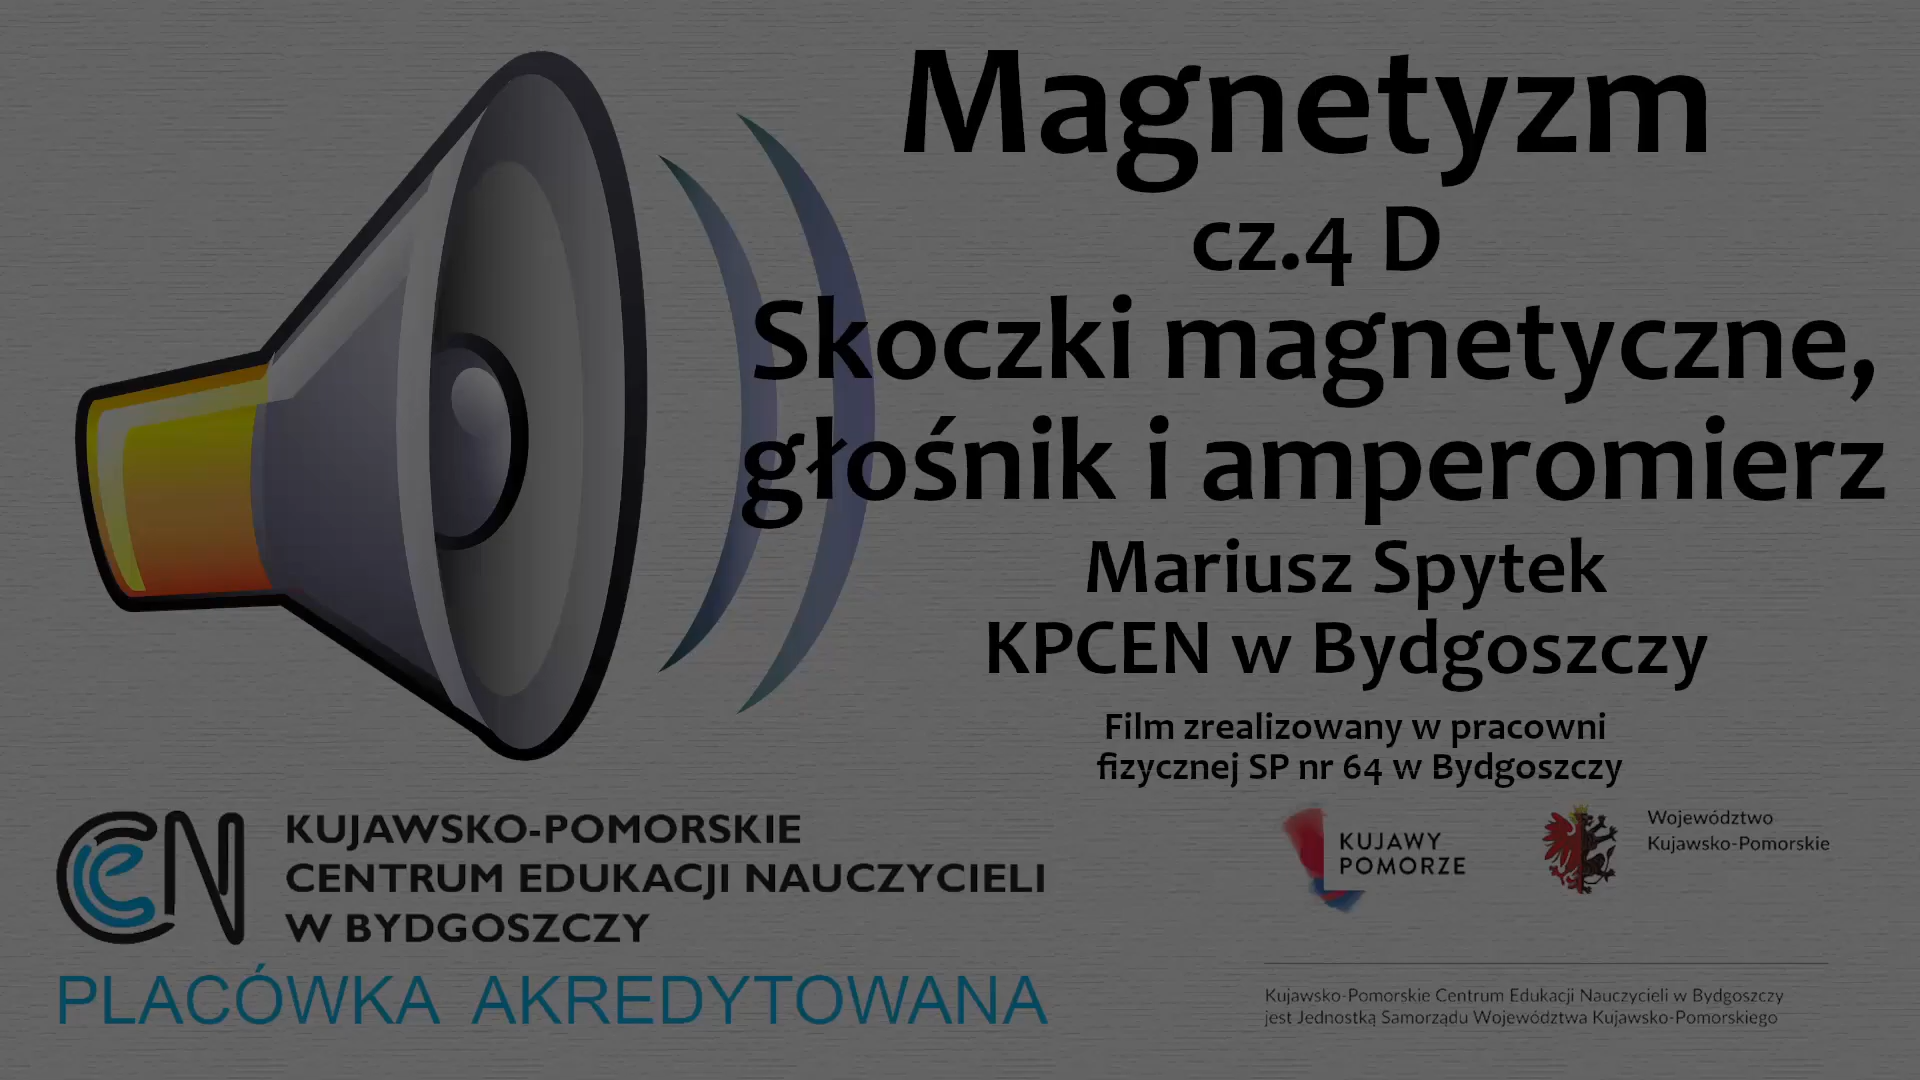 Magnetyzm
cz.4 D
Skoczki magnetyczne,
głośnik i amperomierz
Mariusz Spytek
KPCEN w Bydgoszczy
Film zrealizowany w pracowni
fizycznej SP nr 64 w Bydgoszczy
CEN
KUJAWSKO-POMORSKIE
CENTRUM EDUKACJI NAUCZYCIELI
W BYDGOSZCZY
PLACÓWKA AKREDYTOWANA
KUJAWY
POMORZE
Województwo
Kujawsko-Pomorskie
Kujawsko-Pomorskie Centrum Edukacji Nauczycieli w Bydgoszczy
jest Jednostką Samorządu Województwa Kujawsko-Pomorskiego